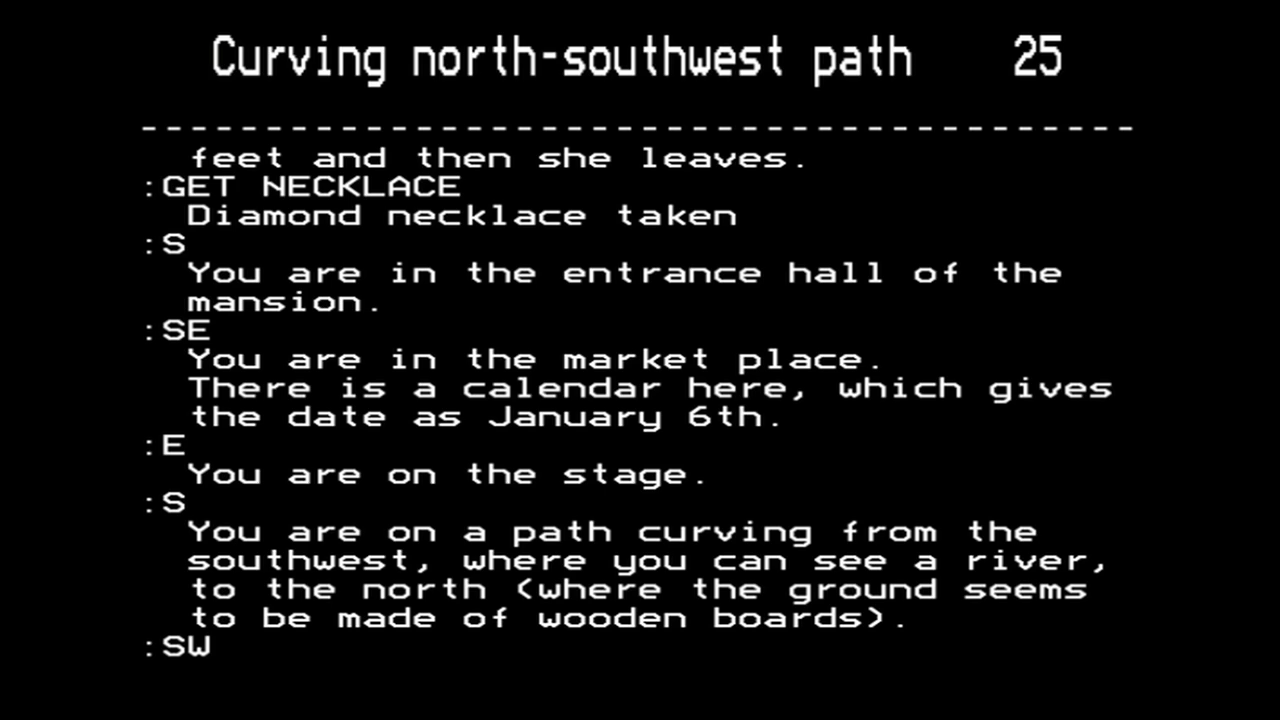 Curving north-southwest path 25
----------------------------------------
feet and then she leaves.
:GET NECKLACE
Diamond necklace taken
:S
You are in the entrance hall of the
mansion.
:SE
You are in the market place.
There is a calendar here, which gives
the date as January 6th.
:E
You are on the stage.
:S
You are on a path curving from the
southwest, where you can see a river,
to the north (where the ground seems
to be made of wooden boards).
:SW